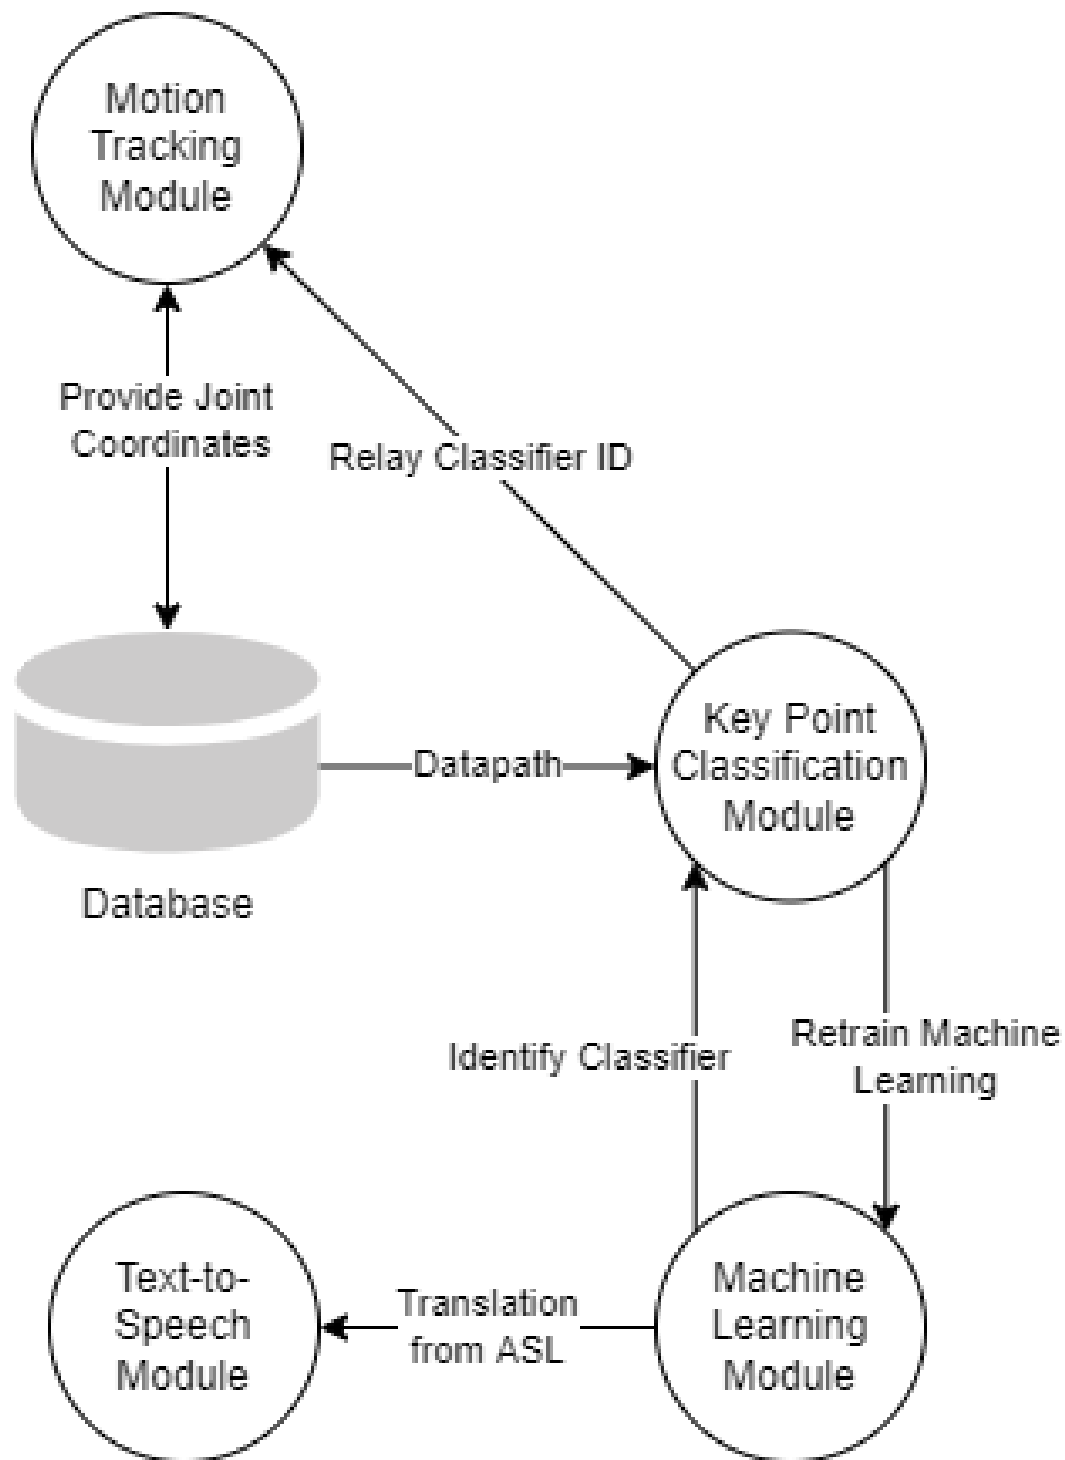 Motion
Tracking
Module
Provide Joint
Coordinates
Relay Classifier ID
Key Point
Classification
Module
Datapath
Database
Identify Classifier
Retrain Machine
Learning
Text-to-
Speech
Module
Translation
from ASL
Machine
Learning
Module